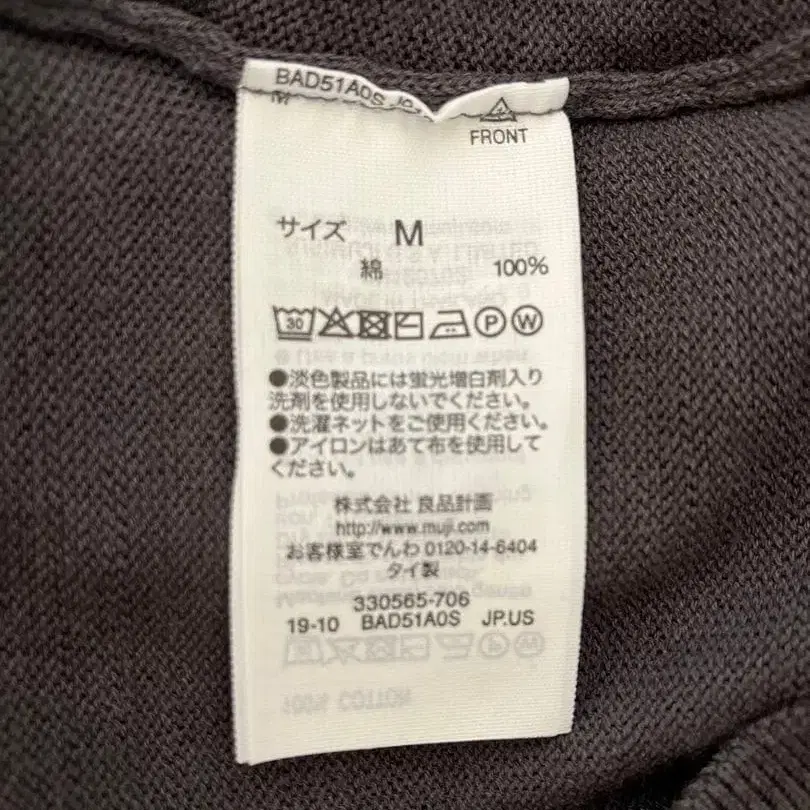 BAD51A0S JP.
M
FRONT
サイズ M
綿 100%
30
P W
●淡色製品には蛍光増白剤入り
洗剤を使用しないでください。
●洗濯ネットをご使用ください。
●アイロンはあて布を使用して
ください。
株式会社 良品計画
http://www.muji.com
お客様室でんわ 0120-14-6404
タイ製
330565-706
19-10 BAD51A0S JP.US
100% COTTON